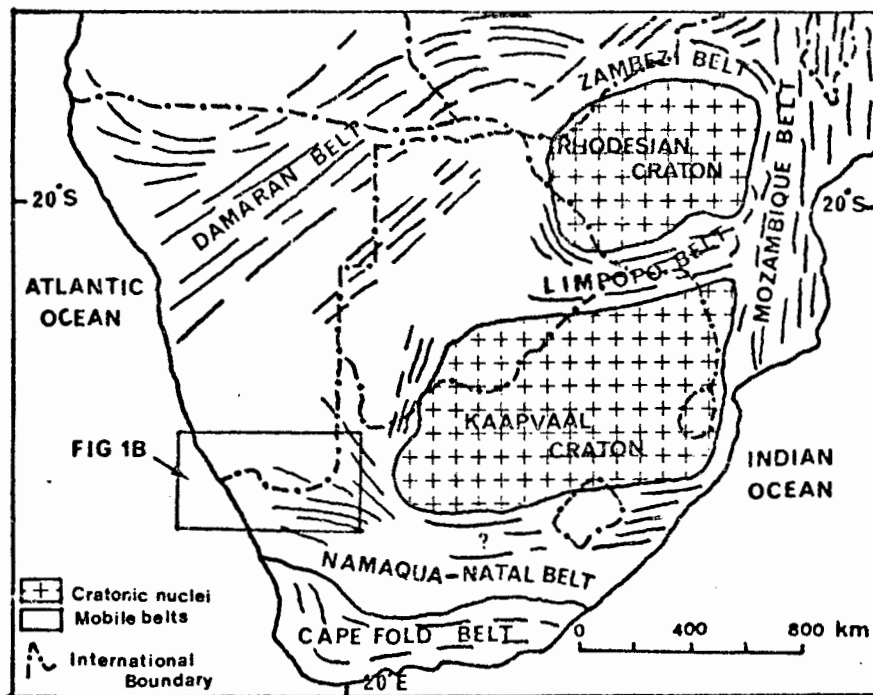 ZAMBEZI BELT
RHODESIAN
CRATON
MOZAMBIQUE BELT
DAMARAN BELT
20°S
20°S
LIMPOPO BELT
ATLANTIC
OCEAN
KAAPVAAL
CRATON
FIG 1B
INDIAN
OCEAN
?
NAMAQUA-NATAL BELT
Cratonic nuclei
Mobile belts
International
Boundary
CAPE FOLD BELT
0 400 800 km
20°E